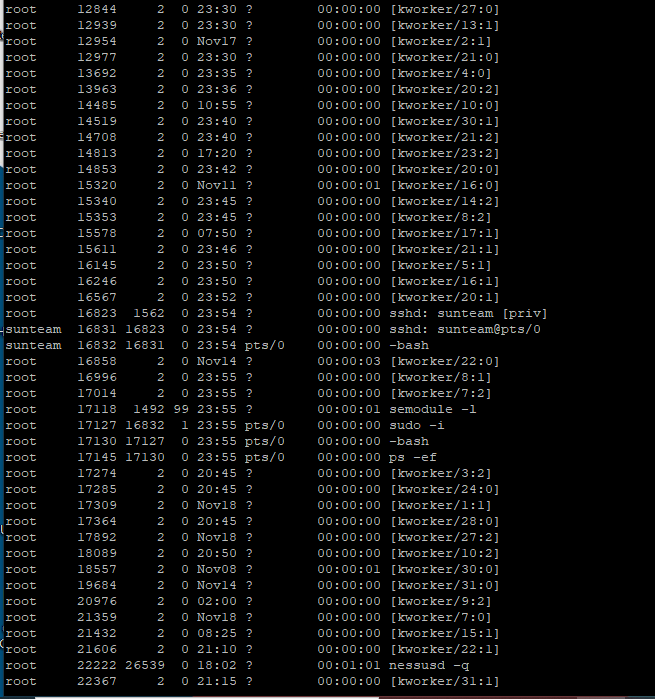 root 12844 2 0 23:30 ? 00:00:00 [kworker/27:0]
root 12939 2 0 23:30 ? 00:00:00 [kworker/13:1]
root 12954 2 0 Nov17 ? 00:00:00 [kworker/2:1]
root 12977 2 0 23:30 ? 00:00:00 [kworker/21:0]
root 13692 2 0 23:35 ? 00:00:00 [kworker/4:0]
root 13963 2 0 23:36 ? 00:00:00 [kworker/20:2]
root 14485 2 0 10:55 ? 00:00:00 [kworker/10:0]
root 14519 2 0 23:40 ? 00:00:00 [kworker/30:1]
root 14708 2 0 23:40 ? 00:00:00 [kworker/21:2]
root 14813 2 0 17:20 ? 00:00:00 [kworker/23:2]
root 14853 2 0 23:42 ? 00:00:00 [kworker/20:0]
root 15320 2 0 Nov11 ? 00:00:01 [kworker/16:0]
root 15340 2 0 23:45 ? 00:00:00 [kworker/14:2]
root 15353 2 0 23:45 ? 00:00:00 [kworker/8:2]
root 15578 2 0 07:50 ? 00:00:00 [kworker/17:1]
root 15611 2 0 23:46 ? 00:00:00 [kworker/21:1]
root 16145 2 0 23:50 ? 00:00:00 [kworker/5:1]
root 16246 2 0 23:50 ? 00:00:00 [kworker/16:1]
root 16567 2 0 23:52 ? 00:00:00 [kworker/20:1]
root 16823 1562 0 23:54 ? 00:00:00 sshd: sunteam [priv]
sunteam 16831 16823 0 23:54 ? 00:00:00 sshd: sunteam@pts/0
sunteam 16832 16831 0 23:54 pts/0 00:00:00 -bash
root 16858 2 0 Nov14 ? 00:00:03 [kworker/22:0]
root 16996 2 0 23:55 ? 00:00:00 [kworker/8:1]
root 17014 2 0 23:55 ? 00:00:00 [kworker/7:2]
root 17118 1492 99 23:55 ? 00:00:01 semodule -l
root 17127 16832 1 23:55 pts/0 00:00:00 sudo -i
root 17130 17127 0 23:55 pts/0 00:00:00 -bash
root 17145 17130 0 23:55 pts/0 00:00:00 ps -ef
root 17274 2 0 20:45 ? 00:00:00 [kworker/3:2]
root 17285 2 0 20:45 ? 00:00:00 [kworker/24:0]
root 17309 2 0 Nov18 ? 00:00:00 [kworker/1:1]
root 17364 2 0 20:45 ? 00:00:00 [kworker/28:0]
root 17892 2 0 Nov18 ? 00:00:00 [kworker/27:2]
root 18089 2 0 20:50 ? 00:00:00 [kworker/10:2]
root 18557 2 0 Nov08 ? 00:00:01 [kworker/30:0]
root 19684 2 0 Nov14 ? 00:00:00 [kworker/31:0]
root 20976 2 0 02:00 ? 00:00:00 [kworker/9:2]
root 21359 2 0 Nov18 ? 00:00:00 [kworker/7:0]
root 21432 2 0 08:25 ? 00:00:00 [kworker/15:1]
root 21606 2 0 21:10 ? 00:00:00 [kworker/22:1]
root 22222 26539 0 18:02 ? 00:01:01 nessusd -q
root 22367 2 0 21:15 ? 00:00:00 [kworker/31:1]